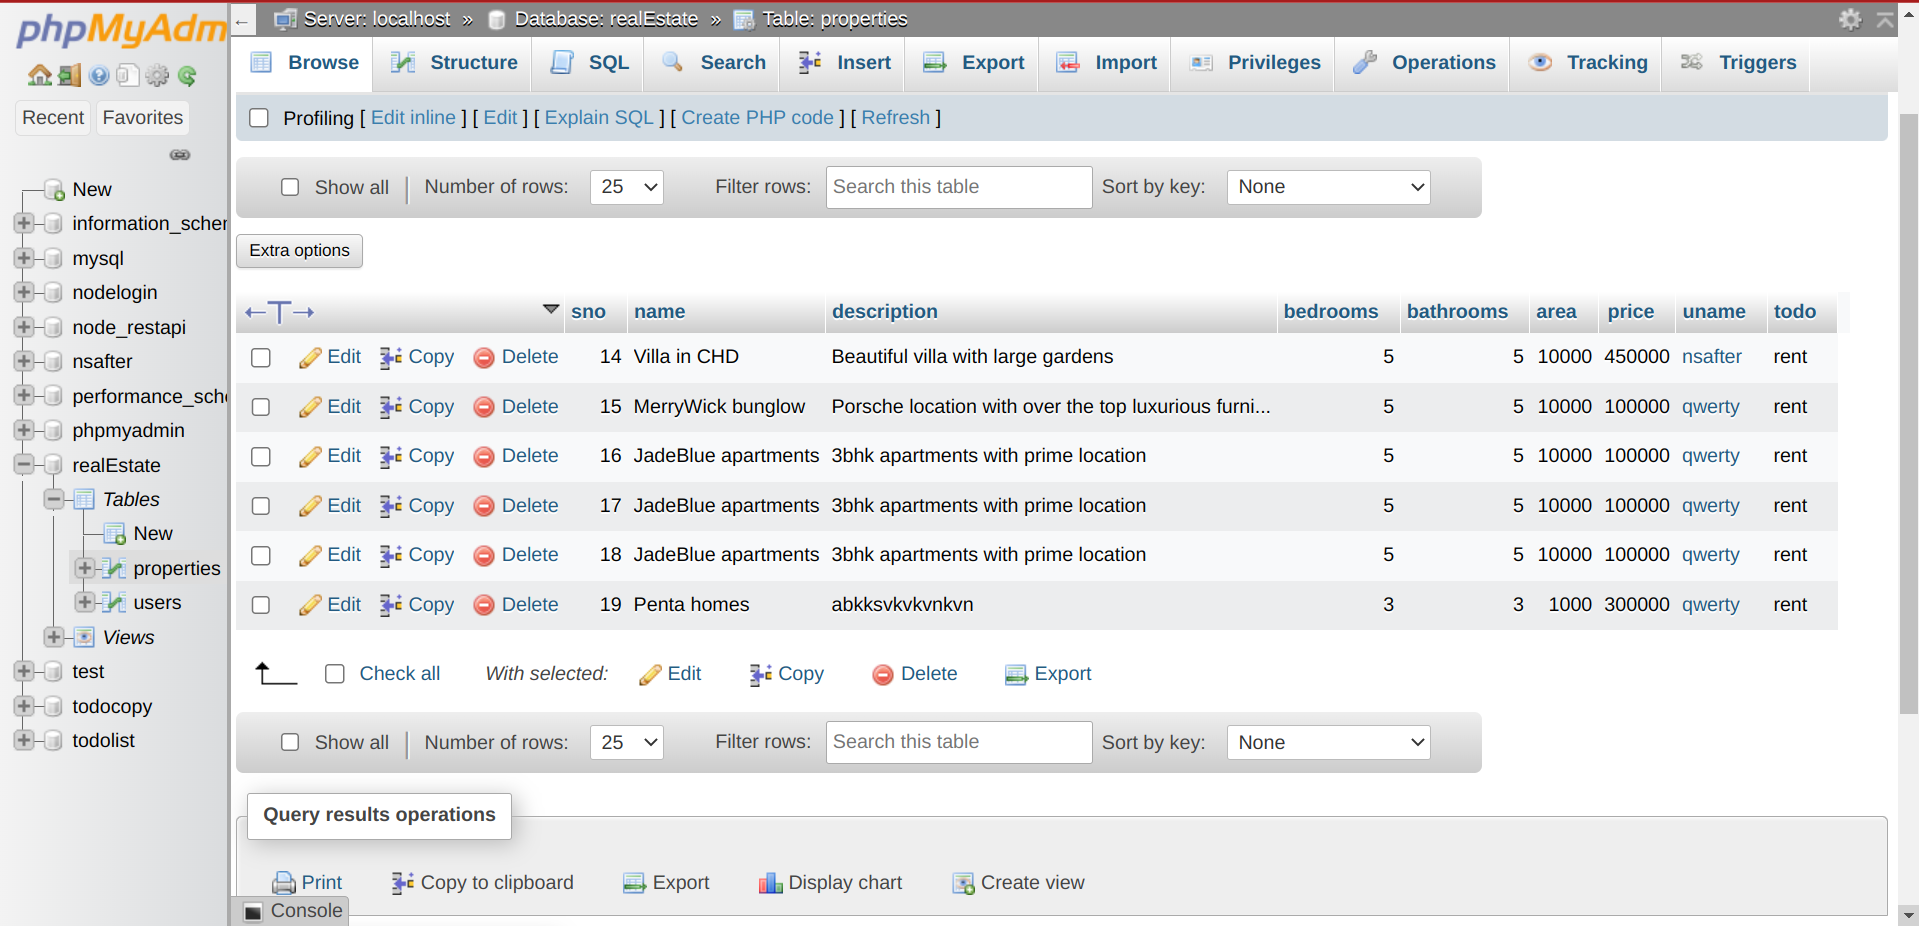 phpMyAdm
Recent Favorites
New
information_scher
mysql
nodelogin
node_restapi
nsafter
performance_sch
phpmyadmin
realEstate
Tables
New
properties
users
Views
test
todocopy
todolist
Server: localhost » Database: realEstate » Table: properties
Browse Structure SQL Search Insert Export Import Privileges Operations Tracking Triggers
Profiling [ Edit inline ] [ Edit ] [ Explain SQL ] [ Create PHP code ] [ Refresh ]
Show all Number of rows: 25 Filter rows: Search this table Sort by key: None
Extra options
←T→ sno name description bedrooms bathrooms area price uname todo
Edit Copy Delete 14 Villa in CHD Beautiful villa with large gardens 5 5 10000 450000 nsafter rent
Edit Copy Delete 15 MerryWick bunglow Porsche location with over the top luxurious furni... 5 5 10000 100000 qwerty rent
Edit Copy Delete 16 JadeBlue apartments 3bhk apartments with prime location 5 5 10000 100000 qwerty rent
Edit Copy Delete 17 JadeBlue apartments 3bhk apartments with prime location 5 5 10000 100000 qwerty rent
Edit Copy Delete 18 JadeBlue apartments 3bhk apartments with prime location 5 5 10000 100000 qwerty rent
Edit Copy Delete 19 Penta homes abkksvkvkvnkvn 3 3 1000 300000 qwerty rent
Check all With selected: Edit Copy Delete Export
Show all Number of rows: 25 Filter rows: Search this table Sort by key: None
Query results operations
Print Copy to clipboard Export Display chart Create view
Console